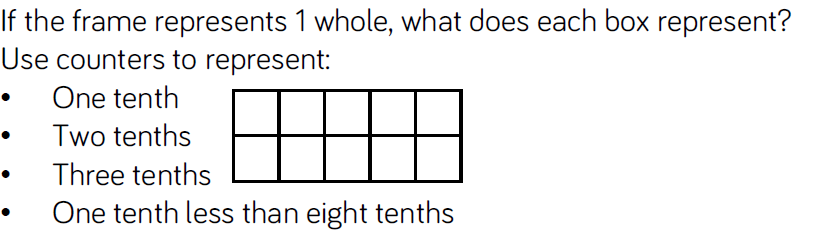 If the frame represents 1 whole, what does each box represent?
Use counters to represent:
• One tenth
• Two tenths
• Three tenths
• One tenth less than eight tenths